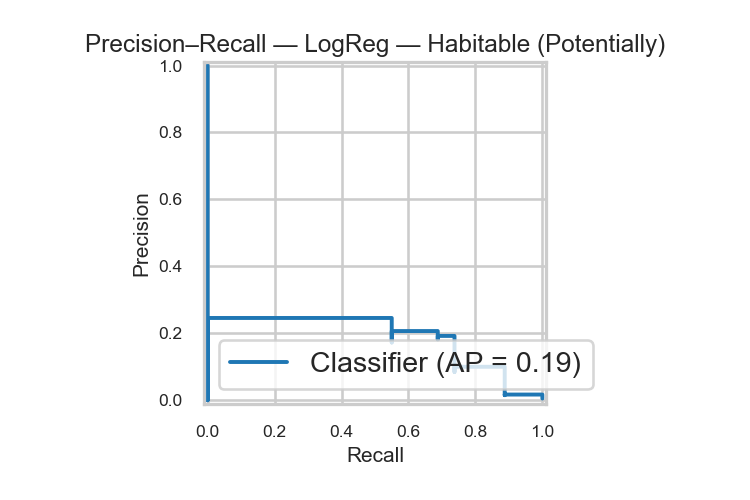 Precision–Recall — LogReg — Habitable (Potentially)
1.0
0.8
0.6
0.4
0.2
0.0
Precision
Classifier (AP = 0.19)
0.0 0.2 0.4 0.6 0.8 1.0
Recall